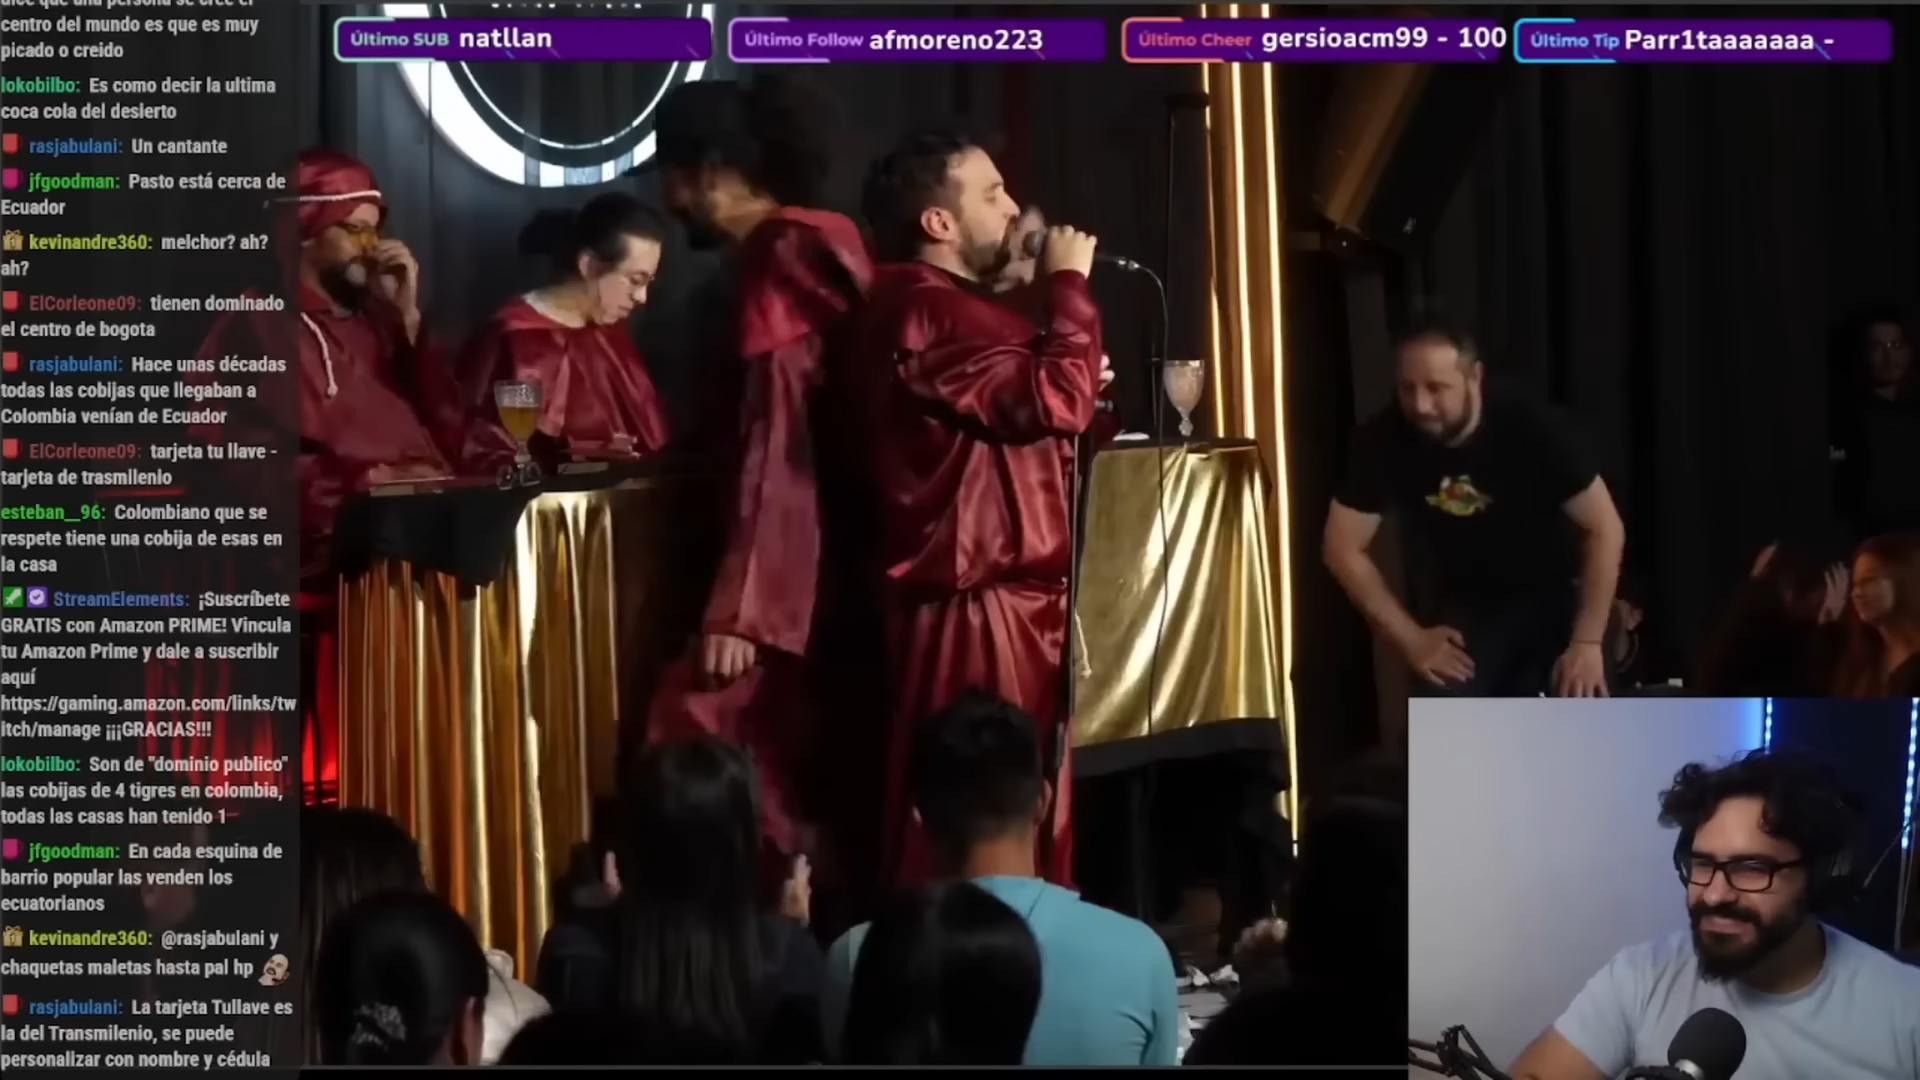 centro del mundo es que es muy
picado o creido
lokobilbo: Es como decir la ultima
coca cola del desierto
rasjabulani: Un cantante
jfgoodman: Pasto está cerca de
Ecuador
kevinandre360: melchor? ah?
ah?
ElCorleone09: tienen dominado
el centro de bogota
rasjabulani: Hace unas décadas
todas las cobijas que llegaban a
Colombia venían de Ecuador
ElCorleone09: tarjeta tu llave -
tarjeta de trasmilenio
esteban__96: Colombiano que se
respete tiene una cobija de esas en
la casa
StreamElements: ¡Suscríbete
GRATIS con Amazon PRIME! Vincula
tu Amazon Prime y dale a suscribir
aquí
https://gaming.amazon.com/links/tw
itch/manage ¡¡¡GRACIAS!!!
lokobilbo: Son de "dominio publico"
las cobijas de 4 tigres en colombia,
todas las casas han tenido 1
jfgoodman: En cada esquina de
barrio popular las venden los
ecuatorianos
kevinandre360: @rasjabulani y
chaquetas maletas hasta pal hp
rasjabulani: La tarjeta Tullave es
la del Transmilenio, se puede
personalizar con nombre y cédula
Último SUB natllan
Último Follow afmoreno223
Último Cheer gersioacm99 - 100
Último Tip Parr1taaaaaaa -